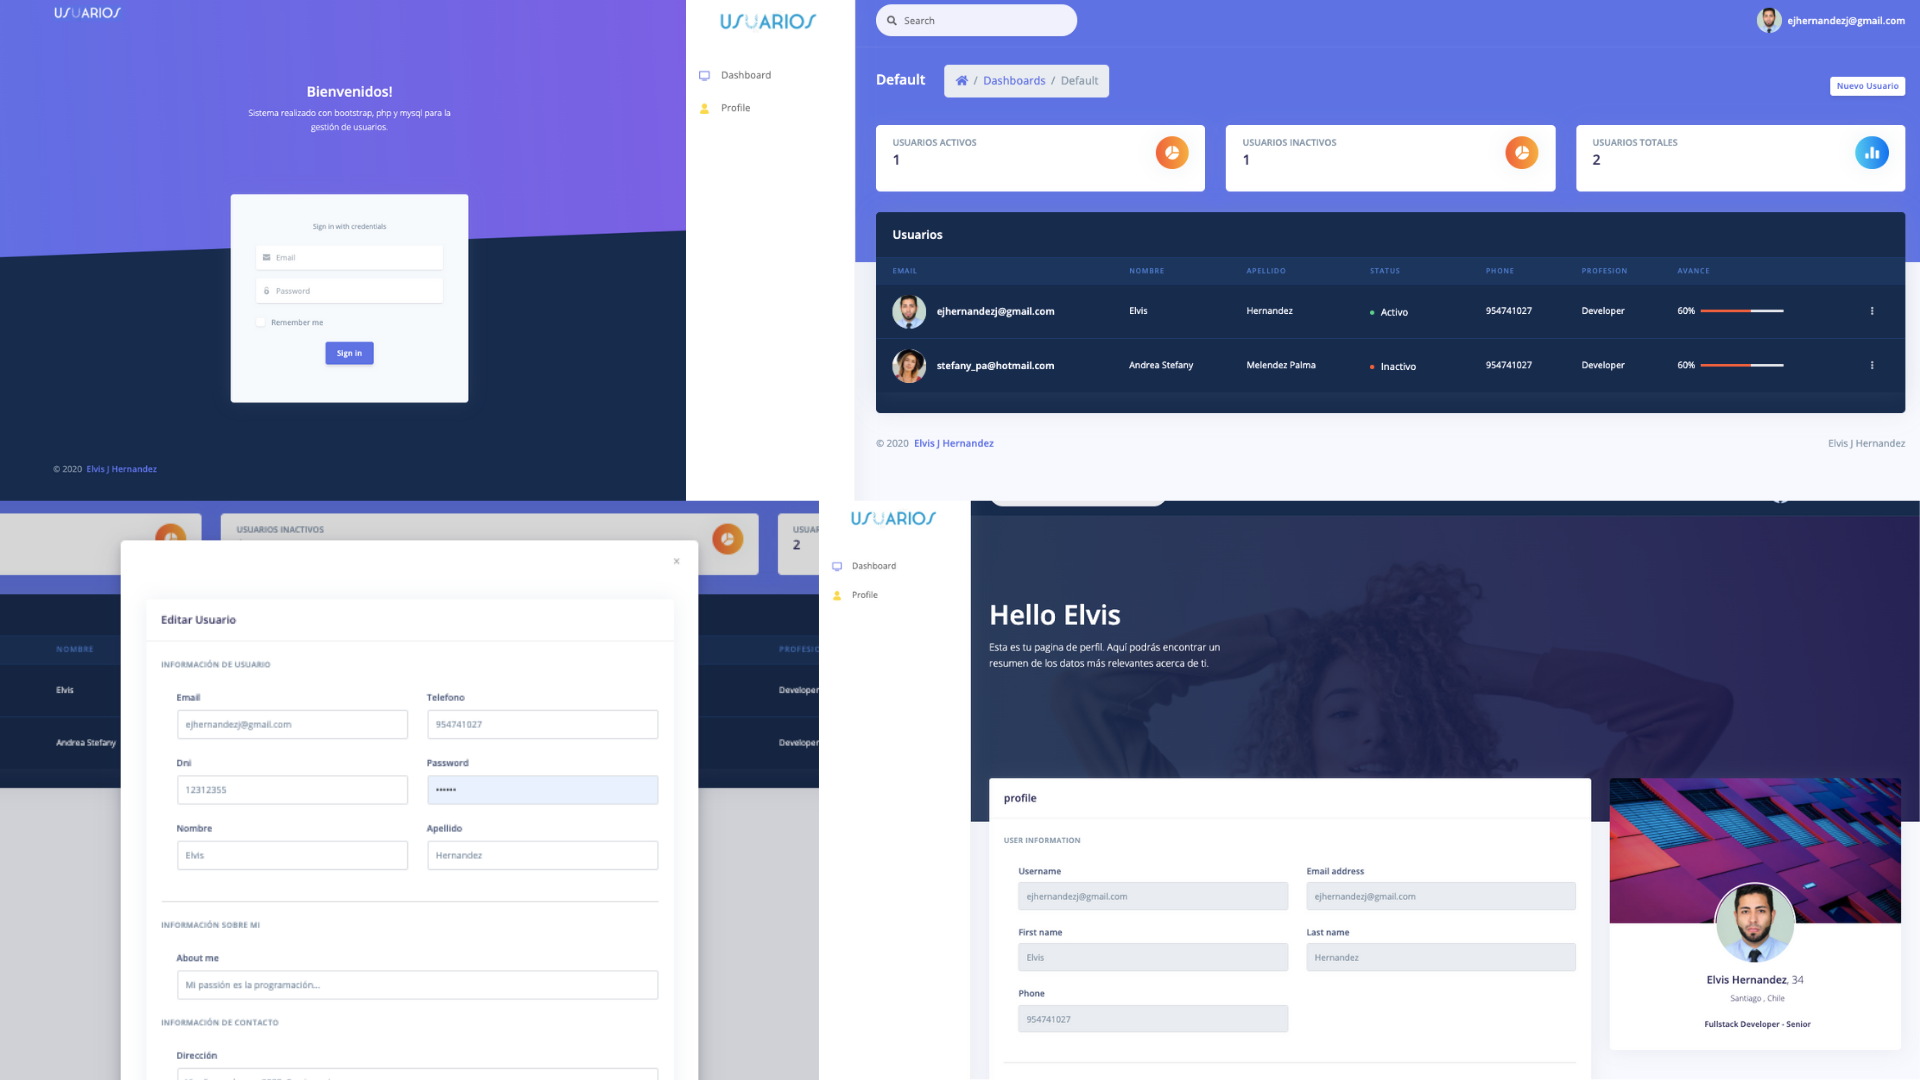 USUARIOS
Bienvenidos!
Sistema realizado con bootstrap, php y mysql para la
gestión de usuarios.
Sign in with credentials
Email
Password
Remember me
Sign in
© 2020 Elvis J Hernandez
USUARIOS
Dashboard
Profile
Search
ejhernandezj@gmail.com
Default
/ Dashboards / Default
Nuevo Usuario
USUARIOS ACTIVOS
1
USUARIOS INACTIVOS
1
USUARIOS TOTALES
2
Usuarios
EMAIL NOMBRE APELLIDO STATUS PHONE PROFESION AVANCE
ejhernandezj@gmail.com Elvis Hernandez Activo 954741027 Developer 60%
stefany_pa@hotmail.com Andrea Stefany Melendez Palma Inactivo 954741027 Developer 60%
© 2020 Elvis J Hernandez
Elvis J Hernandez
USUARIOS INACTIVOS
USUAR
2
NOMBRE
PROFESIO
Elvis
Developer
Andrea Stefany
Developer
×
Editar Usuario
INFORMACIÓN DE USUARIO
Email
ejhernandezj@gmail.com
Telefono
954741027
Dni
12312355
Password
••••••
Nombre
Elvis
Apellido
Hernandez
INFORMACIÓN SOBRE MI
About me
Mi passión es la programación...
INFORMACIÓN DE CONTACTO
Dirección
USUARIOS
Dashboard
Profile
Hello Elvis
Esta es tu pagina de perfil. Aquí podrás encontrar un
resumen de los datos más relevantes acerca de ti.
profile
USER INFORMATION
Username
ejhernandezj@gmail.com
Email address
ejhernandezj@gmail.com
First name
Elvis
Last name
Hernandez
Phone
954741027
Elvis Hernandez, 34
Santiago , Chile
Fullstack Developer - Senior